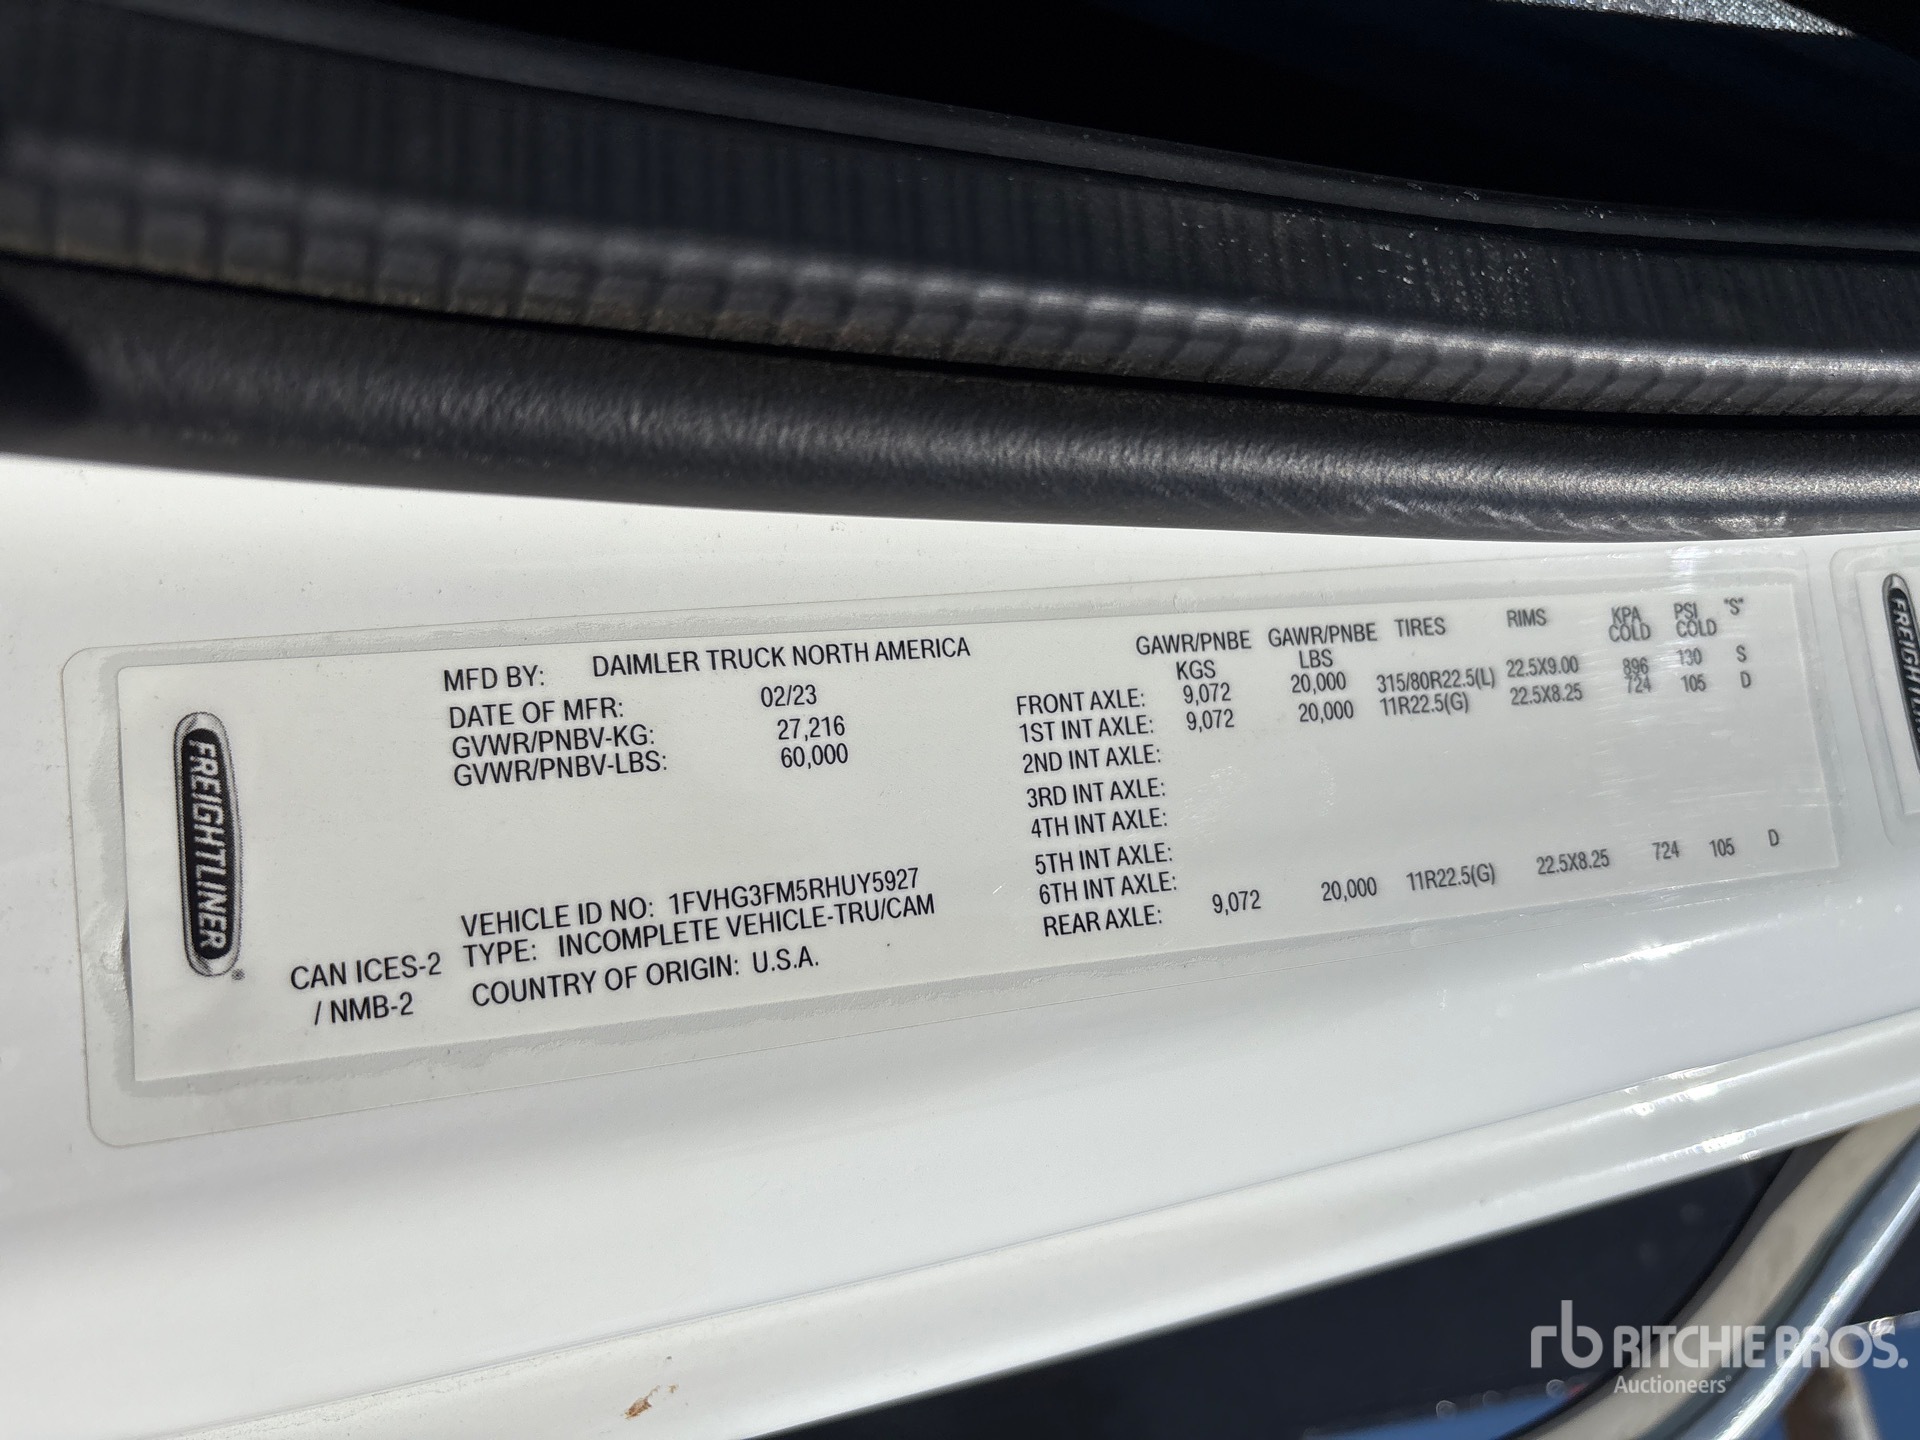 FREIGHTLINER®
MFD BY: DAIMLER TRUCK NORTH AMERICA
DATE OF MFR: 02/23
GVWR/PNBV-KG: 27,216
GVWR/PNBV-LBS: 60,000
VEHICLE ID NO: 1FVHG3FM5RHUY5927
TYPE: INCOMPLETE VEHICLE-TRU/CAM
COUNTRY OF ORIGIN: U.S.A.
CAN ICES-2
/ NMB-2
GAWR/PNBE GAWR/PNBE TIRES RIMS KPA PSI "S"
KGS LBS COLD COLD
FRONT AXLE: 9,072 20,000 315/80R22.5(L) 22.5X9.00 896 130 S
1ST INT AXLE: 9,072 20,000 11R22.5(G) 22.5X8.25 724 105 D
2ND INT AXLE:
3RD INT AXLE:
4TH INT AXLE:
5TH INT AXLE:
6TH INT AXLE:
REAR AXLE: 9,072 20,000 11R22.5(G) 22.5X8.25 724 105 D
rb RITCHIE BROS.
Auctioneers